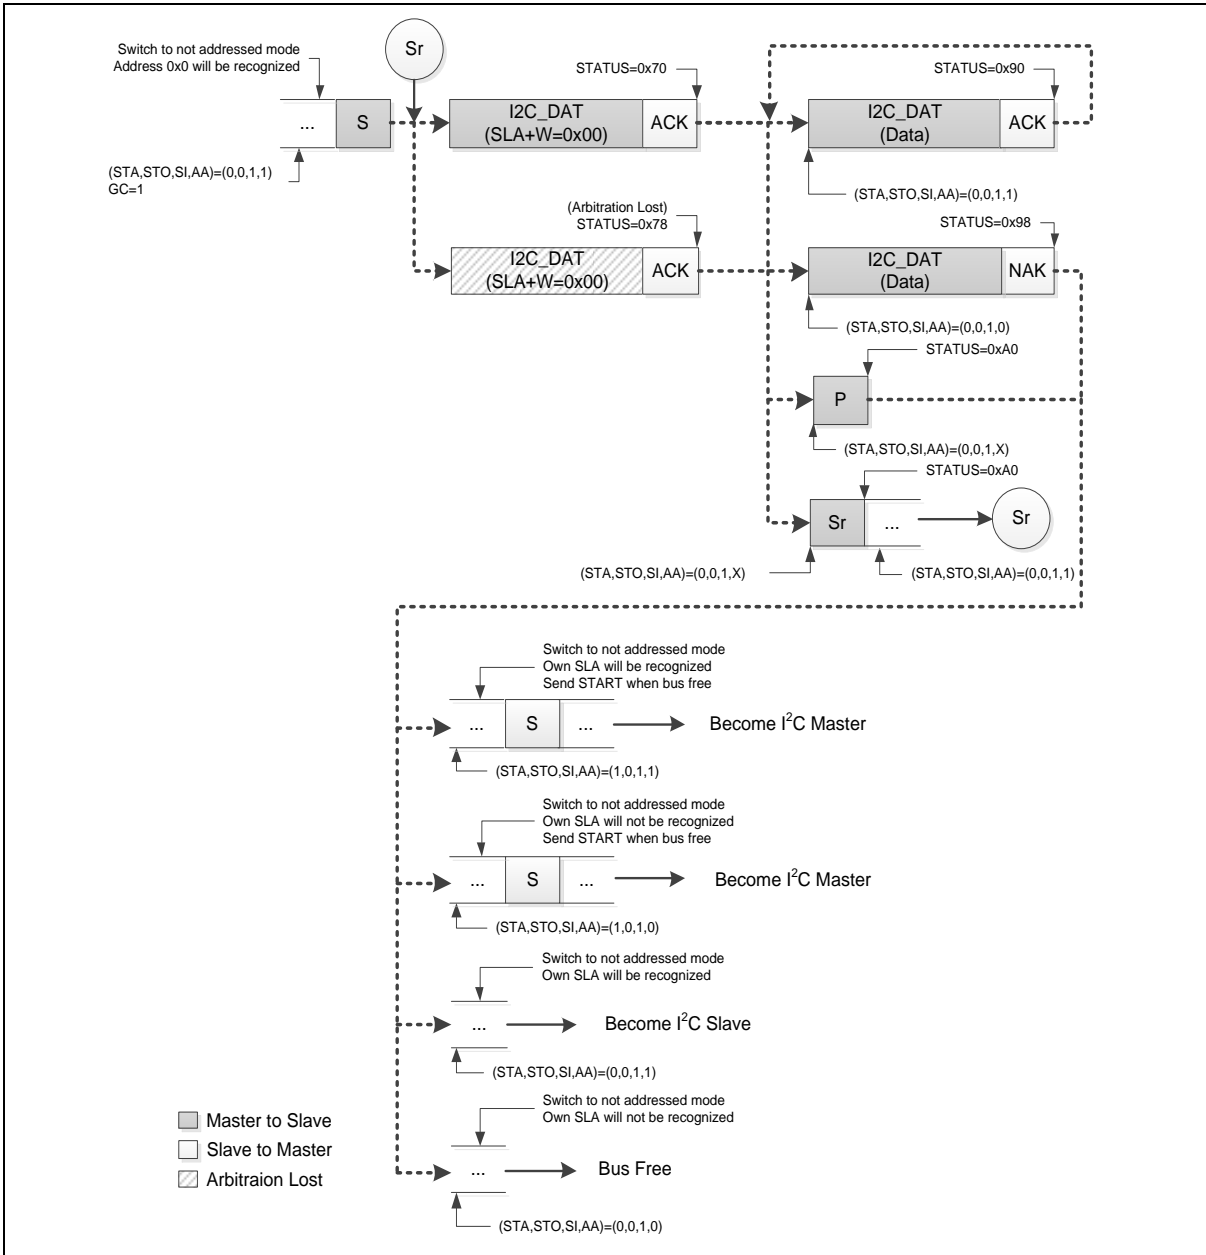 Sr
Switch to not addressed mode
Address 0x0 will be recognized
STATUS=0x70
STATUS=0x90
...
S
I2C_DAT
(SLA+W=0x00)
ACK
I2C_DAT
(Data)
ACK
(STA,STO,SI,AA)=(0,0,1,1)
GC=1
(STA,STO,SI,AA)=(0,0,1,1)
(Arbitration Lost)
STATUS=0x78
STATUS=0x98
I2C_DAT
(SLA+W=0x00)
ACK
I2C_DAT
(Data)
NAK
(STA,STO,SI,AA)=(0,0,1,0)
STATUS=0xA0
P
(STA,STO,SI,AA)=(0,0,1,X)
STATUS=0xA0
Sr
...
Sr
(STA,STO,SI,AA)=(0,0,1,X)
(STA,STO,SI,AA)=(0,0,1,1)
Switch to not addressed mode
Own SLA will be recognized
Send START when bus free
...
S
...
Become I²C Master
(STA,STO,SI,AA)=(1,0,1,1)
Switch to not addressed mode
Own SLA will not be recognized
Send START when bus free
...
S
...
Become I²C Master
(STA,STO,SI,AA)=(1,0,1,0)
Switch to not addressed mode
Own SLA will be recognized
...
Become I²C Slave
(STA,STO,SI,AA)=(0,0,1,1)
Switch to not addressed mode
Own SLA will not be recognized
...
Bus Free
(STA,STO,SI,AA)=(0,0,1,0)
Master to Slave
Slave to Master
Arbitraion Lost